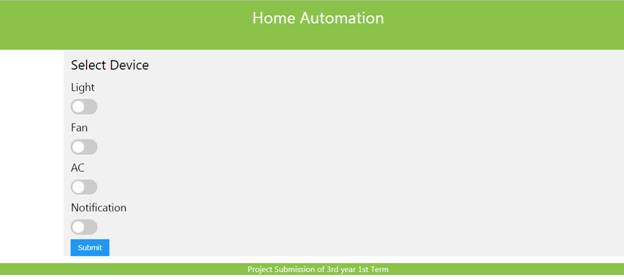 Home Automation
Select Device
Light
Fan
AC
Notification
Submit
Project Submission of 3rd year 1st Term